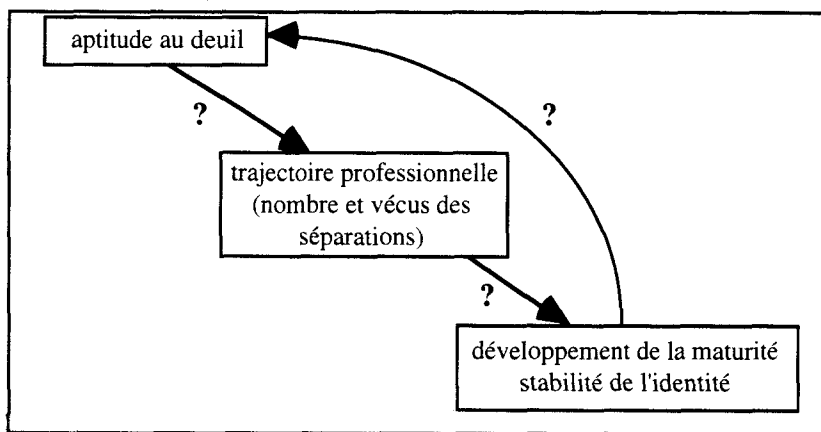 aptitude au deuil
?
?
trajectoire professionnelle
(nombre et vécus des
séparations)
?
développement de la maturité
stabilité de l'identité